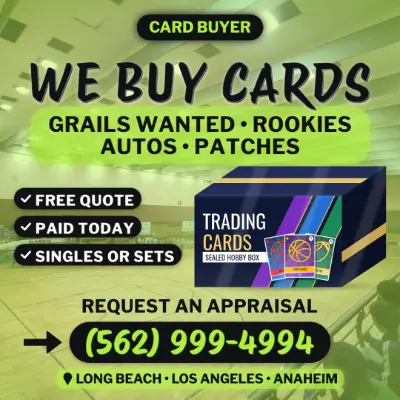 CARD BUYER
WE BUY CARDS
GRAILS WANTED • ROOKIES
AUTOS • PATCHES
FREE QUOTE
PAID TODAY
SINGLES OR SETS
TRADING
CARDS
SEALED HOBBY BOX
REQUEST AN APPRAISAL
(562) 999-4994
LONG BEACH • LOS ANGELES • ANAHEIM